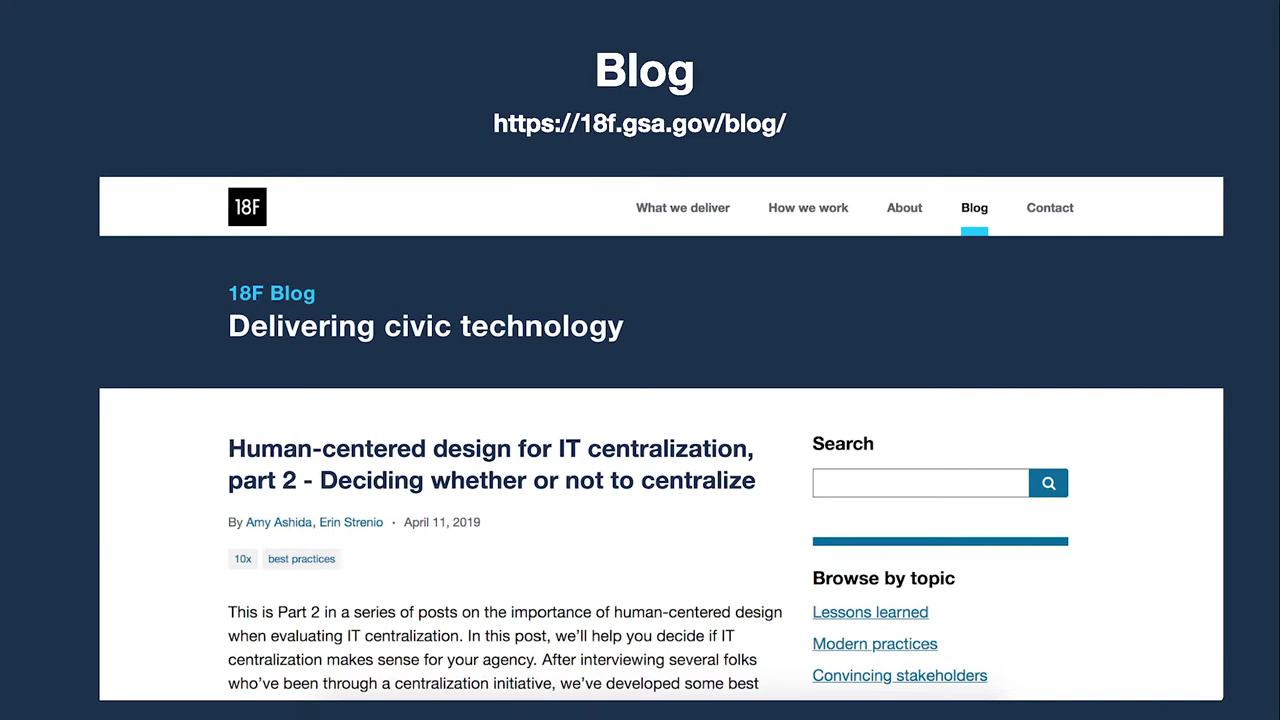 Blog
https://18f.gsa.gov/blog/
18F
What we deliver
How we work
About
Blog
Contact
18F Blog
Delivering civic technology
Human-centered design for IT centralization,
part 2 - Deciding whether or not to centralize
By Amy Ashida, Erin Strenio · April 11, 2019
10x
best practices
This is Part 2 in a series of posts on the importance of human-centered design
when evaluating IT centralization. In this post, we’ll help you decide if IT
centralization makes sense for your agency. After interviewing several folks
who’ve been through a centralization initiative, we’ve developed some best
Search
Browse by topic
Lessons learned
Modern practices
Convincing stakeholders